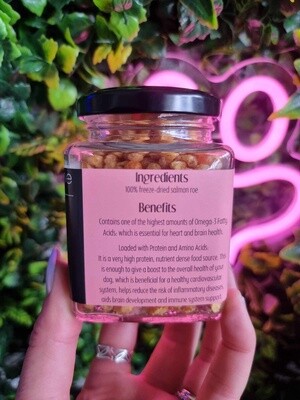 Ingredients
100% freeze-dried salmon roe
Benefits
Contains one of the highest amounts of Omega-3 Fatty
Acids, which is essential for heart and brain health.
Loaded with Protein and Amino Acids.
It is a very high protein, nutrient dense food source. This
is enough to give a boost to the overall health of your
dog, which is beneficial for a healthy cardiovascular
system, helps reduce the risk of inflammatory diseases,
aids brain development and immune system support.